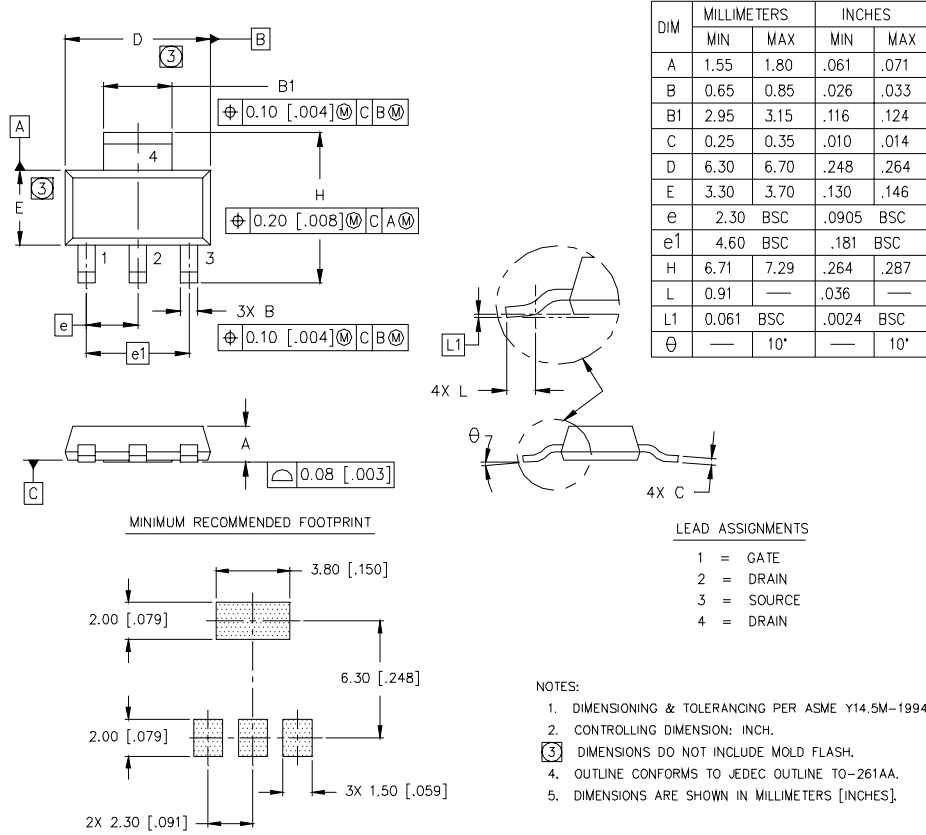 D
B
3
B1
⌖ 0.10 [.004]Ⓜ C BⓂ
A
4
3
E
H
⌖ 0.20 [.008]Ⓜ C AⓂ
1 2 3
3X B
e
⌖ 0.10 [.004]Ⓜ C BⓂ
e1
DIM MILLIMETERS INCHES
MIN MAX MIN MAX
A 1.55 1.80 .061 .071
B 0.65 0.85 .026 .033
B1 2.95 3.15 .116 .124
C 0.25 0.35 .010 .014
D 6.30 6.70 .248 .264
E 3.30 3.70 .130 .146
e 2.30 BSC .0905 BSC
e1 4.60 BSC .181 BSC
H 6.71 7.29 .264 .287
L 0.91 — .036 —
L1 0.061 BSC .0024 BSC
θ — 10° — 10°
L1
4X L
A
C
⌓ 0.08 [.003]
θ
4X C
MINIMUM RECOMMENDED FOOTPRINT
3.80 [.150]
2.00 [.079]
6.30 [.248]
2.00 [.079]
3X 1.50 [.059]
2X 2.30 [.091]
LEAD ASSIGNMENTS
1 = GATE
2 = DRAIN
3 = SOURCE
4 = DRAIN
NOTES:
1. DIMENSIONING & TOLERANCING PER ASME Y14.5M-1994
2. CONTROLLING DIMENSION: INCH.
3 DIMENSIONS DO NOT INCLUDE MOLD FLASH.
4. OUTLINE CONFORMS TO JEDEC OUTLINE TO-261AA.
5. DIMENSIONS ARE SHOWN IN MILLIMETERS [INCHES].